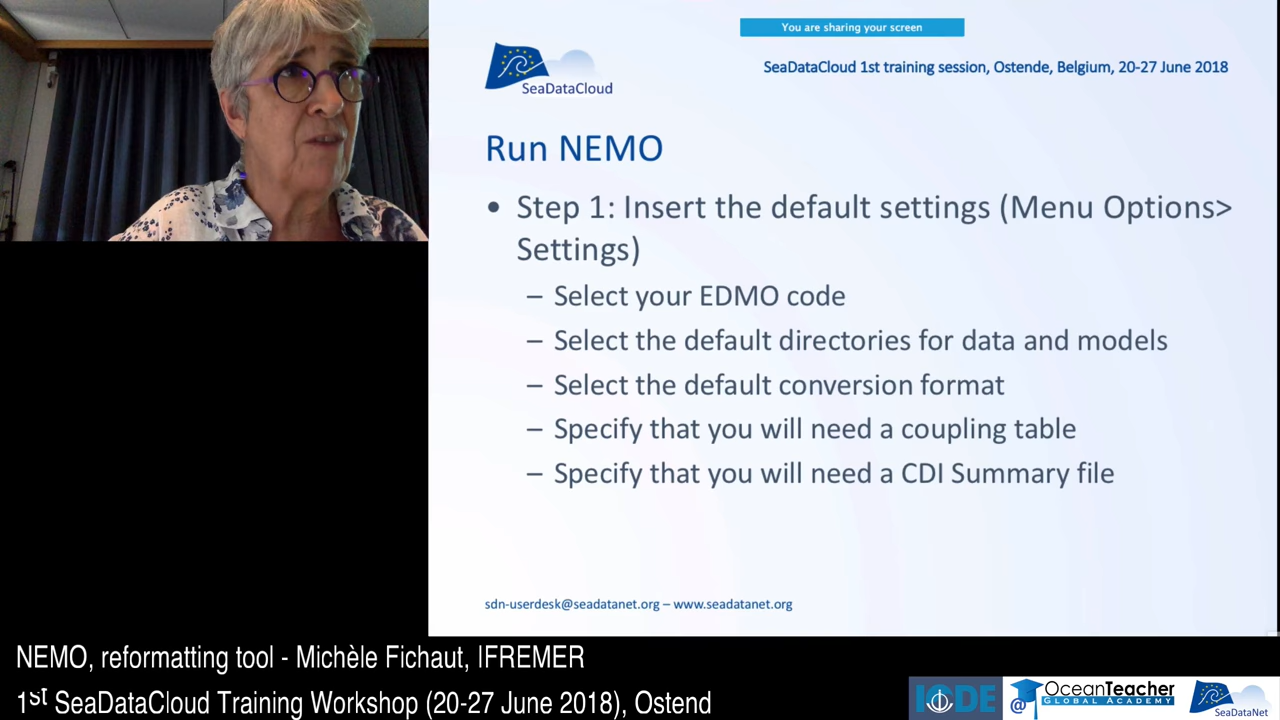 You are sharing your screen
SeaDataCloud
SeaDataCloud 1st training session, Ostende, Belgium, 20-27 June 2018
Run NEMO
• Step 1: Insert the default settings (Menu Options>
Settings)
– Select your EDMO code
– Select the default directories for data and models
– Select the default conversion format
– Specify that you will need a coupling table
– Specify that you will need a CDI Summary file
sdn-userdesk@seadatanet.org – www.seadatanet.org
NEMO, reformatting tool - Michèle Fichaut, IFREMER
1st SeaDataCloud Training Workshop (20-27 June 2018), Ostend
IODE
@ OceanTeacher
GLOBAL ACADEMY
SeaDataNet